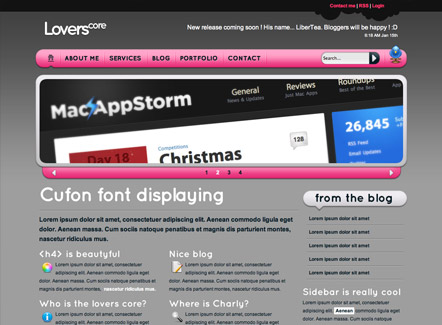 Contact me | RSS | Login
Loverscore
New release coming soon ! His name... LiberTea. Bloggers will be happy ! :D
9:16 AM Jan 15th
ABOUT ME SERVICES BLOG PORTFOLIO CONTACT
Search...
MacAppStorm
General
News & Updates
Reviews
Just Mac Apps
Roundups
Best of the Best
Day 18
Competitions
Christmas
128
26,845
RSS Feed
Email Updates
1 2 3 4
Cufon font displaying
from the blog
Lorem ipsum dolor sit amet, consectetuer adipiscing elit. Aenean commodo ligula eget
dolor. Aenean massa. Cum sociis natoque penatibus et magnis dis parturient montes,
nascetur ridiculus mus.
Lorem ipsum dolor sit amet
Lorem ipsum dolor sit amet
Lorem ipsum dolor sit amet
Lorem ipsum dolor sit amet
Lorem ipsum dolor sit amet
<h4> is beautyful
Lorem ipsum dolor sit amet, consectetuer
adipiscing elit. Aenean commodo ligula eget
dolor. Aenean massa. Cum sociis natoque penatibus et
magnis dis parturient montes, nascetur ridiculus mus.
Nice blog
Lorem ipsum dolor sit amet, consectetuer
adipiscing elit. Aenean commodo ligula eget
dolor. Aenean massa. Cum sociis natoque penatibus et
magnis dis parturient montes, nascetur ridiculus mus.
Sidebar is really cool
Lorem ipsum dolor sit amet, consectetuer
adipiscing elit. Aenean commodo ligula eget
dolor. Aenean massa. Cum sociis natoque
Who is the lovers core?
Lorem ipsum dolor sit amet, consectetuer
adipiscing elit. Aenean commodo ligula eget
Where is Charly?
Lorem ipsum dolor sit amet, consectetuer
adipiscing elit. Aenean commodo ligula eget